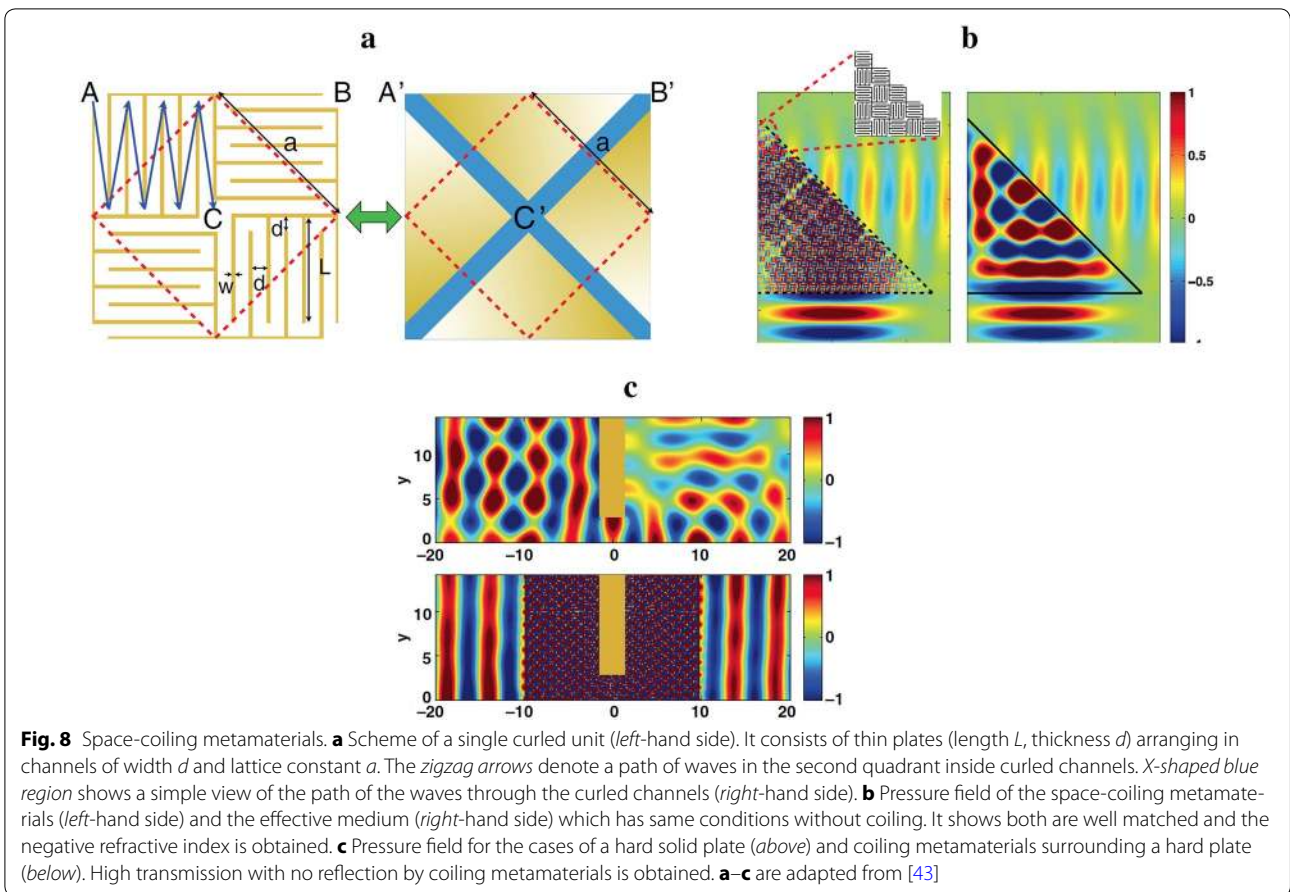 a
b
A
B
A'
B'
a
a
C
C'
d
w
d
L
1
0.5
0
−0.5
c
10
5
0
y
−20
−10
0
10
20
1
0
−1
10
5
0
y
−20
−10
0
10
20
1
0
−1
Fig. 8 Space-coiling metamaterials. a Scheme of a single curled unit (left-hand side). It consists of thin plates (length L, thickness d) arranging in
channels of width d and lattice constant a. The zigzag arrows denote a path of waves in the second quadrant inside curled channels. X-shaped blue
region shows a simple view of the path of the waves through the curled channels (right-hand side). b Pressure field of the space-coiling metamate-
rials (left-hand side) and the effective medium (right-hand side) which has same conditions without coiling. It shows both are well matched and the
negative refractive index is obtained. c Pressure field for the cases of a hard solid plate (above) and coiling metamaterials surrounding a hard plate
(below). High transmission with no reflection by coiling metamaterials is obtained. a–c are adapted from [43]